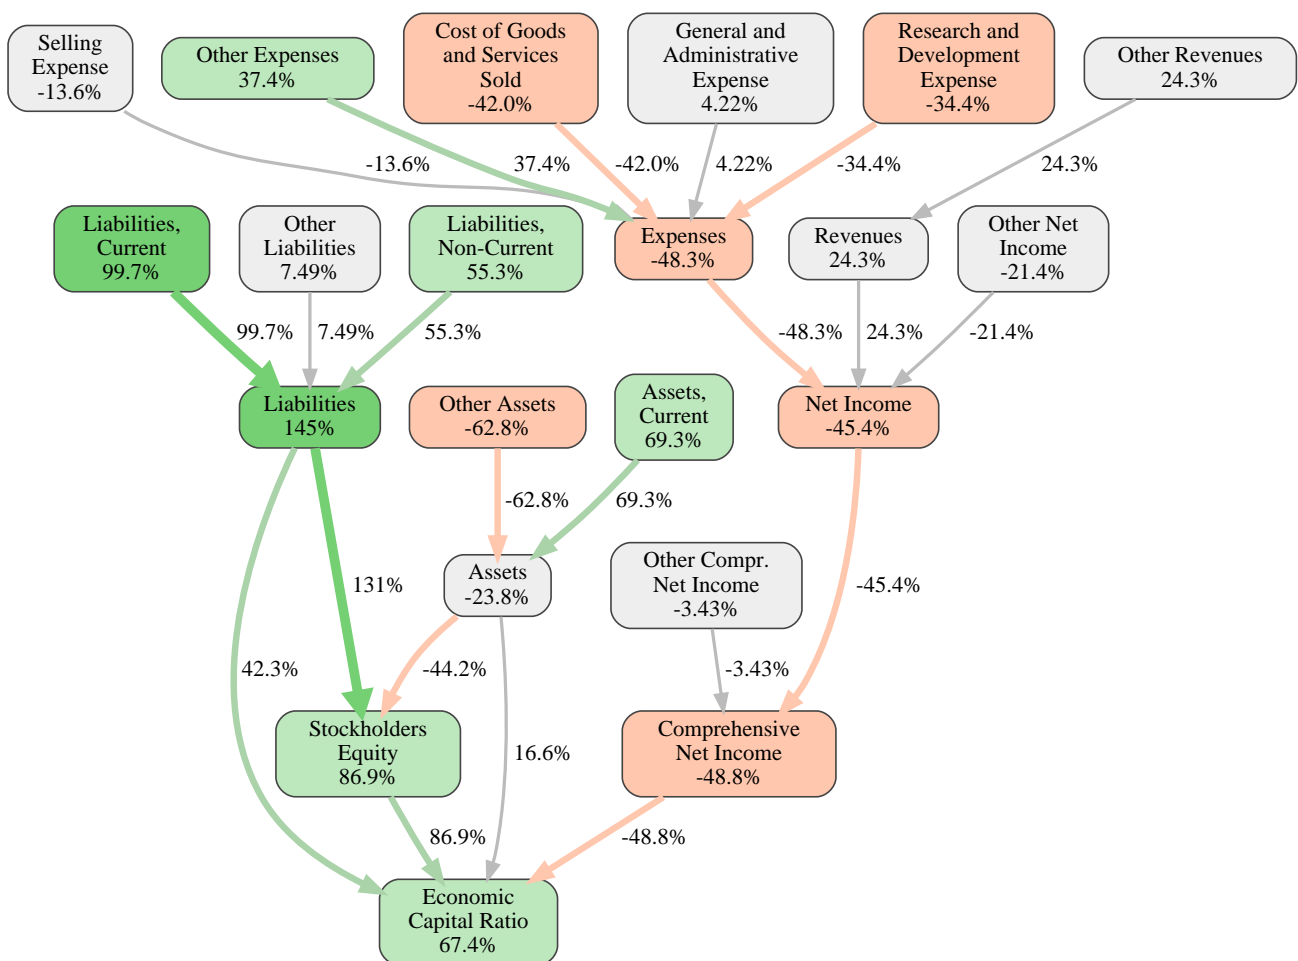 Selling
Expense
-13.6%
Other Expenses
37.4%
Cost of Goods
and Services
Sold
-42.0%
General and
Administrative
Expense
4.22%
Research and
Development
Expense
-34.4%
Other Revenues
24.3%
-13.6%
37.4%
-42.0%
4.22%
-34.4%
24.3%
Liabilities,
Current
99.7%
Other
Liabilities
7.49%
Liabilities,
Non-Current
55.3%
Expenses
-48.3%
Revenues
24.3%
Other Net
Income
-21.4%
99.7%
7.49%
55.3%
-48.3%
24.3%
-21.4%
Liabilities
145%
Other Assets
-62.8%
Assets,
Current
69.3%
Net Income
-45.4%
-62.8%
69.3%
Assets
-23.8%
Other Compr.
Net Income
-3.43%
131%
-45.4%
42.3%
-44.2%
-3.43%
Stockholders
Equity
86.9%
16.6%
Comprehensive
Net Income
-48.8%
86.9%
-48.8%
Economic
Capital Ratio
67.4%